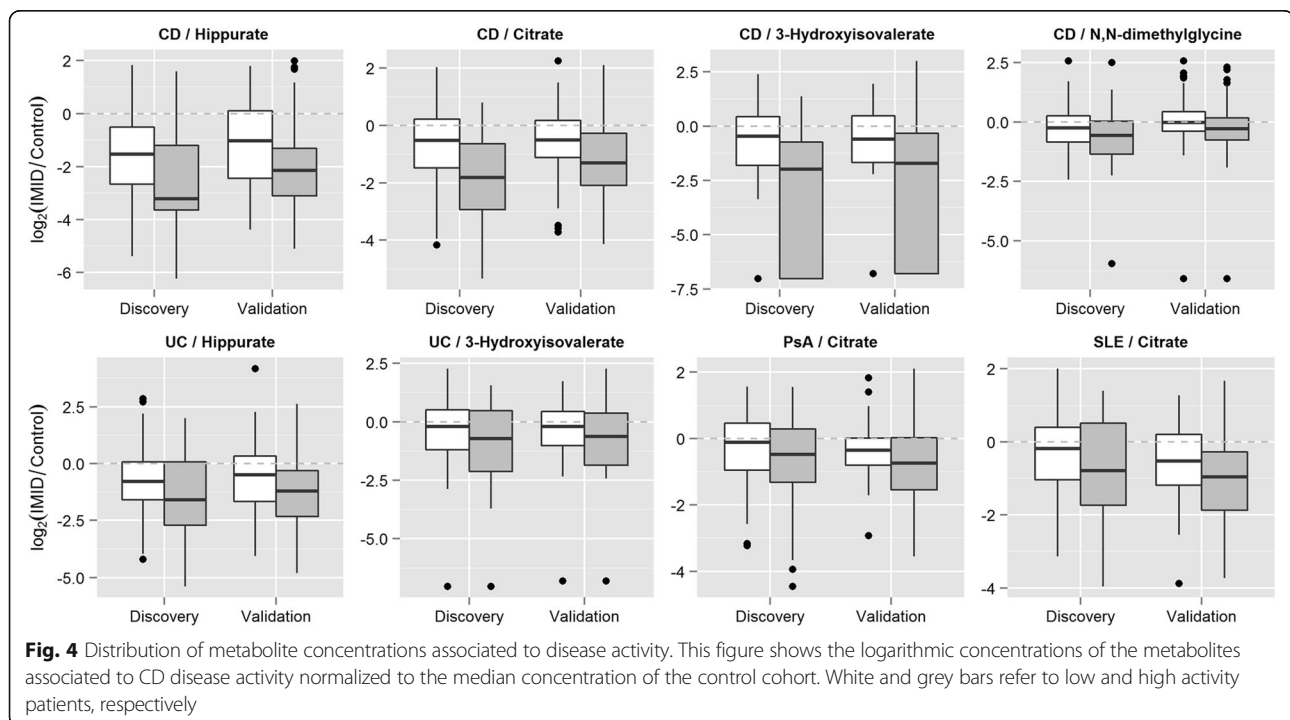 CD / Hippurate
CD / Citrate
CD / 3-Hydroxyisovalerate
CD / N,N-dimethylglycine
log₂(IMID/Control)
2
0
-2
-4
-6
2
0
-2
-4
2.5
0.0
-2.5
-5.0
-7.5
2.5
0.0
-2.5
-5.0
Discovery Validation
Discovery Validation
Discovery Validation
Discovery Validation
UC / Hippurate
UC / 3-Hydroxyisovalerate
PsA / Citrate
SLE / Citrate
log₂(IMID/Control)
2.5
0.0
-2.5
-5.0
2.5
0.0
-2.5
-5.0
2
0
-2
-4
2
0
-2
-4
Discovery Validation
Discovery Validation
Discovery Validation
Discovery Validation
Fig. 4 Distribution of metabolite concentrations associated to disease activity. This figure shows the logarithmic concentrations of the metabolites
associated to CD disease activity normalized to the median concentration of the control cohort. White and grey bars refer to low and high activity
patients, respectively